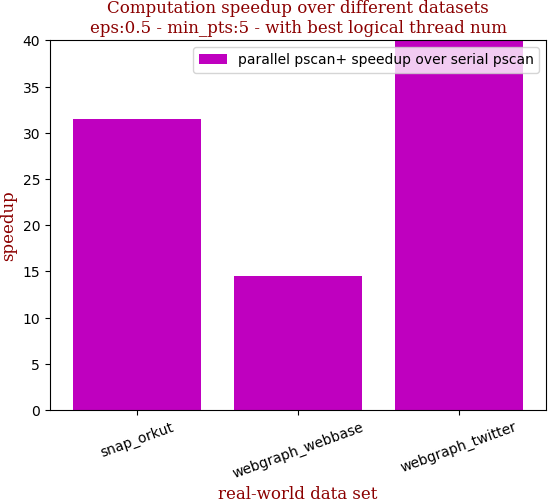 Computation speedup over different datasets
eps:0.5 - min_pts:5 - with best logical thread num
parallel pscan+ speedup over serial pscan
40
35
30
25
20
15
10
5
0
speedup
snap_orkut
webgraph_webbase
webgraph_twitter
real-world data set